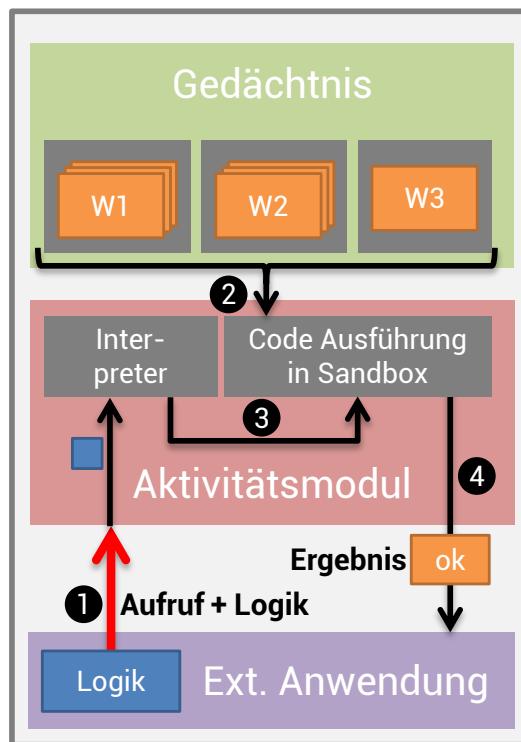 Gedächtnis
W1
W2
W3
2
Inter-
preter
Code Ausführung
in Sandbox
3
Aktivitätsmodul
4
Ergebnis
ok
1
Aufruf + Logik
Logik
Ext. Anwendung